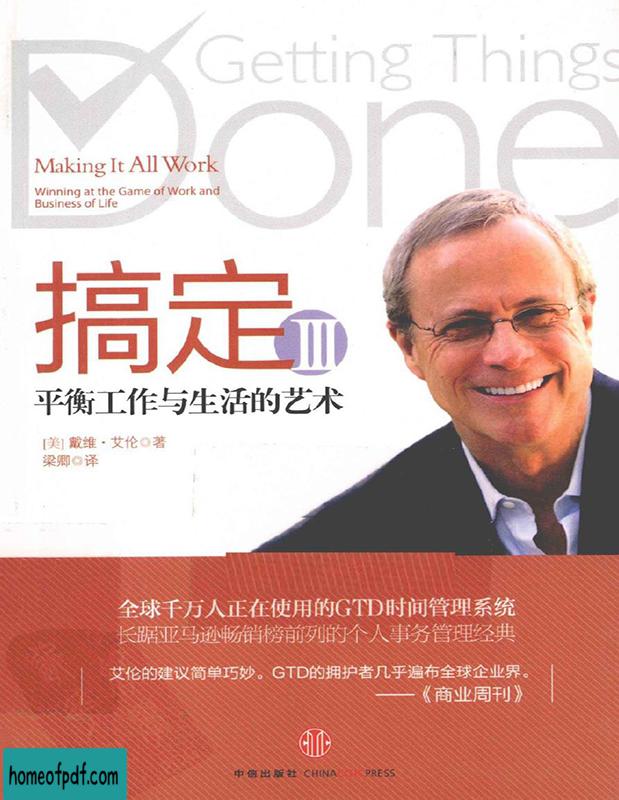 Getting Things
Done
Making It All Work
Winning at the Game of Work and
Business of Life
搞定III
平衡工作与生活的艺术
[美] 戴维·艾伦◎著
梁卿◎译
全球千万人正在使用的GTD时间管理系统
长踞亚马逊畅销榜前列的个人事务管理经典
艾伦的建议简单巧妙。GTD的拥护者几乎遍布全球企业界。
——《商业周刊》
中信出版社·CHINACITICPRESS
homeofpdf.com